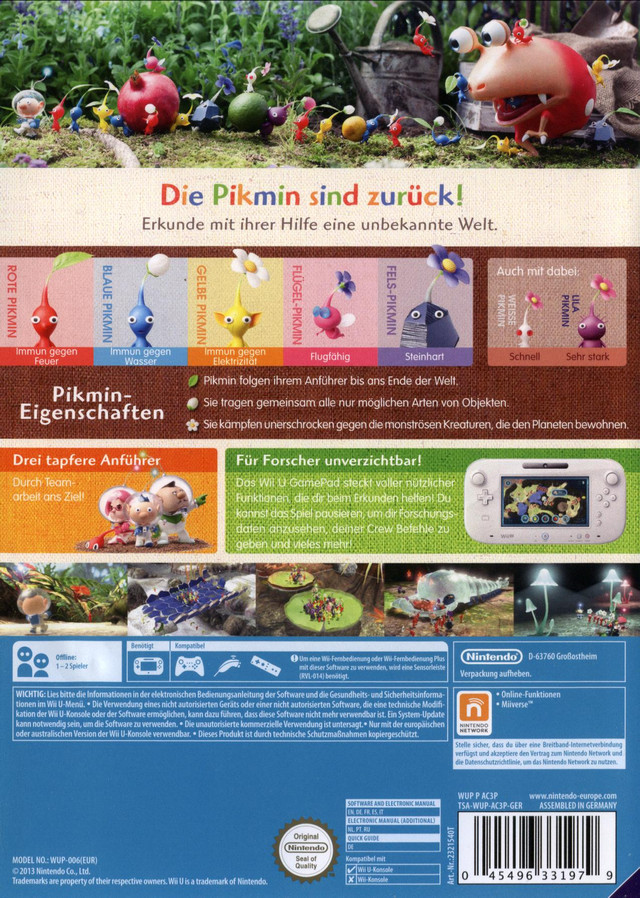 Die Pikmin sind zurück!
Erkunde mit ihrer Hilfe eine unbekannte Welt.
ROTE PIKMIN
Immun gegen
Feuer
BLAUE PIKMIN
Immun gegen
Wasser
GELBE PIKMIN
Immun gegen
Elektrizität
FLÜGEL-PIKMIN
Flugfähig
FELS-PIKMIN
Steinhart
Auch mit dabei:
WEISSE
PIKMIN
Schnell
LILA
PIKMIN
Sehr stark
Pikmin-
Eigenschaften
Pikmin folgen ihrem Anführer bis ans Ende der Welt.
Sie tragen gemeinsam alle nur möglichen Arten von Objekten.
Sie kämpfen unerschrocken gegen die monströsen Kreaturen, die den Planeten bewohnen.
Drei tapfere Anführer
Durch Team-
arbeit ans Ziel!
Für Forscher unverzichtbar!
Das Wii U GamePad steckt voller nützlicher
Funktionen, die dir beim Erkunden helfen! Du
kannst das Spiel pausieren, um dir Forschungs-
daten anzusehen, deiner Crew Befehle zu
geben und vieles mehr!
Offline:
1–2 Spieler
Benötigt
Kompatibel
Um eine Wii-Fernbedienung oder Wii-Fernbedienung Plus
mit dieser Software zu verwenden, wird eine Sensorleiste
(RVL-014) benötigt.
Nintendo
D-63760 Großostheim
Verpackung aufheben.
WICHTIG: Lies bitte die Informationen in der elektronischen Bedienungsanleitung der Software und die Gesundheits- und Sicherheitsinforma-
tionen im Wii U-Menü. • Die Verwendung eines nicht autorisierten Geräts oder einer nicht autorisierten Software, die eine technische Modifi-
kation der Wii U-Konsole oder der Software ermöglichen, kann dazu führen, dass diese Software nicht mehr verwendbar ist. Ein System-Update
kann notwendig sein, um die Software zu verwenden. • Die unautorisierte kommerzielle Verwendung ist untersagt. • Nur mit der europäischen
oder australischen Version der Wii U-Konsole verwendbar. • Dieses Produkt ist durch technische Schutzmaßnahmen kopiergeschützt.
NINTENDO
NETWORK
• Online-Funktionen
• Miiverse™
Stelle sicher, dass du über eine Breitband-Internetverbindung
verfügst und akzeptiere den Vertrag zum Nintendo Network und
die Datenschutzrichtlinie, um das Nintendo Network zu nutzen.
MODEL NO.: WUP-006(EUR)
© 2013 Nintendo Co., Ltd.
Trademarks are property of their respective owners. Wii U is a trademark of Nintendo.
Original
Nintendo
Seal of
Quality
SOFTWARE AND ELECTRONIC MANUAL
EN, DE, FR, ES, IT
ELECTRONIC MANUAL (ADDITIONAL)
NL, PT, RU
QUICK GUIDE
DE
Kompatibel mit
Wii U-Konsole
Wii-Konsole
Art.-Nr.: 2321540T
WUP P AC3P
www.nintendo-europe.com
TSA-WUP-AC3P-GER
ASSEMBLED IN GERMANY
0 45496 33197 9